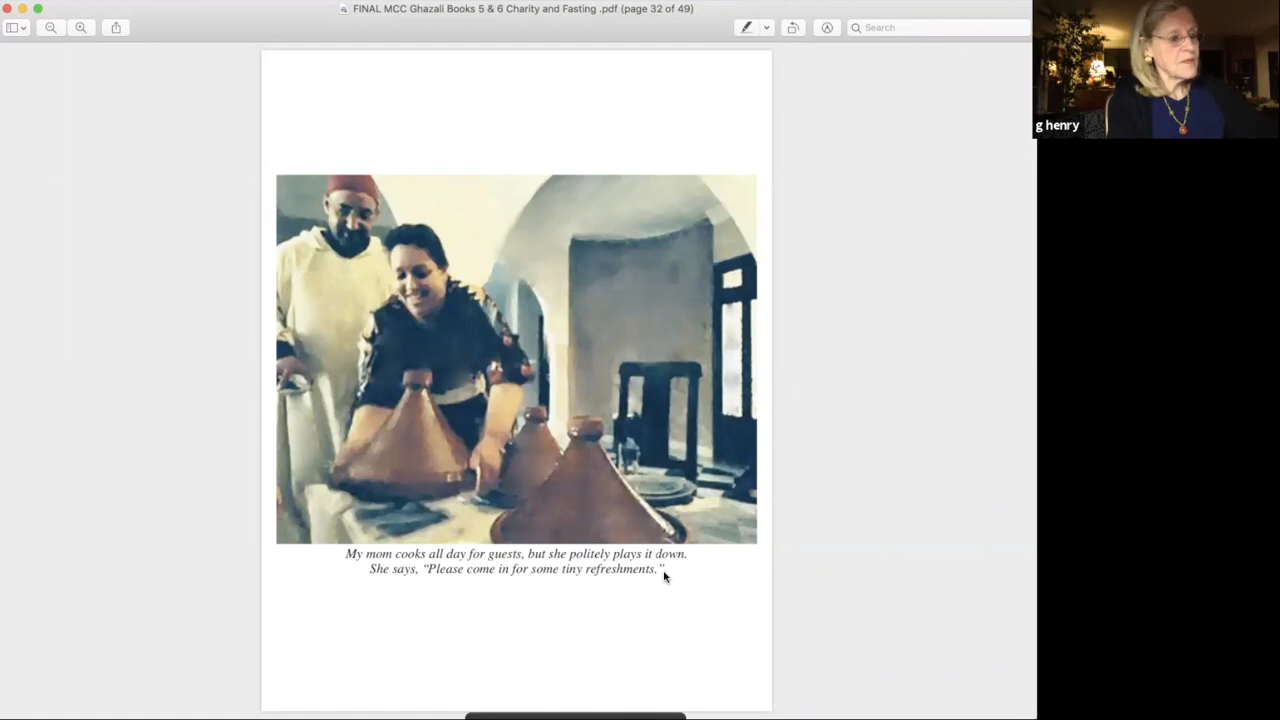 FINAL MCC Ghazali Books 5 & 6 Charity and Fasting .pdf (page 32 of 49)
Search
g henry
My mom cooks all day for guests, but she politely plays it down.
She says, “Please come in for some tiny refreshments.”